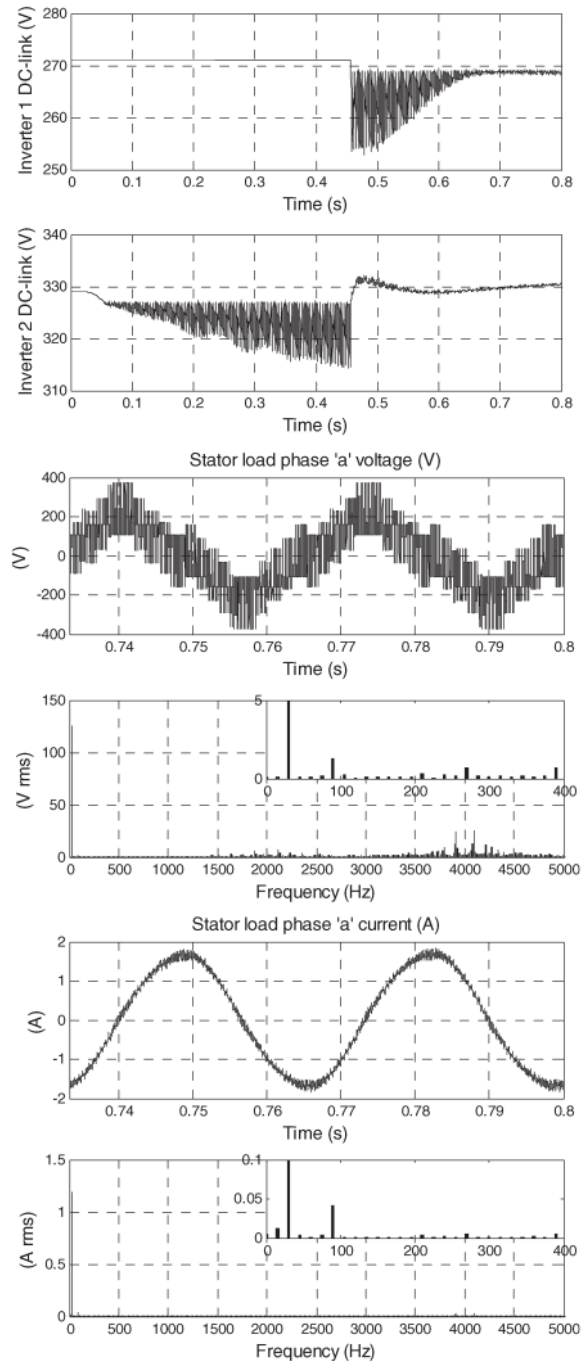 Inverter 1 DC-link (V)
280
270
260
250
0 0.1 0.2 0.3 0.4 0.5 0.6 0.7 0.8
Time (s)
Inverter 2 DC-link (V)
340
330
320
310
0 0.1 0.2 0.3 0.4 0.5 0.6 0.7 0.8
Time (s)
Stator load phase 'a' voltage (V)
(V)
400
200
0
-200
-400
0.74 0.75 0.76 0.77 0.78 0.79 0.8
Time (s)
(V rms)
150
100
50
0
5
0
0 100 200 300 400
0 500 1000 1500 2000 2500 3000 3500 4000 4500 5000
Frequency (Hz)
Stator load phase 'a' current (A)
(A)
2
1
0
-1
-2
0.74 0.75 0.76 0.77 0.78 0.79 0.8
Time (s)
(A rms)
1.5
1
0.5
0
0.1
0.05
0
0 100 200 300 400
0 500 1000 1500 2000 2500 3000 3500 4000 4500 5000
Frequency (Hz)